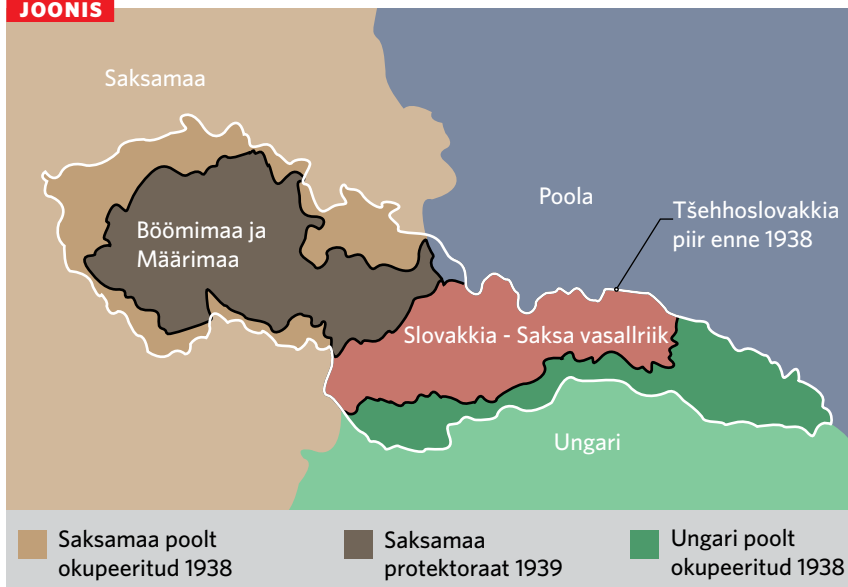 JOONIS
Saksamaa
Poola
Tšehhoslovakkia
piir enne 1938
Böömimaa ja
Määrimaa
Slovakkia - Saksa vasallriik
Ungari
Saksamaa poolt
okupeeritud 1938
Saksamaa
protektoraat 1939
Ungari poolt
okupeeritud 1938